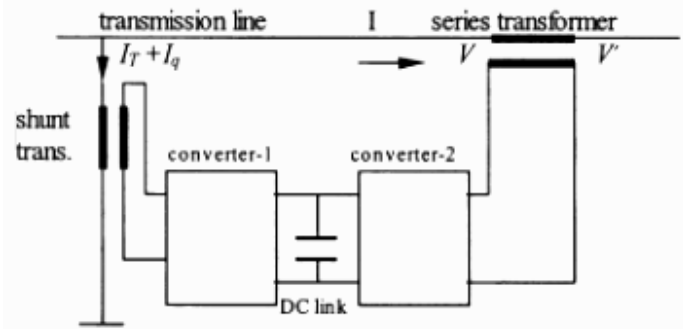 transmission line I series transformer
I_T + I_q V V'
shunt
trans.
converter-1 converter-2
DC link